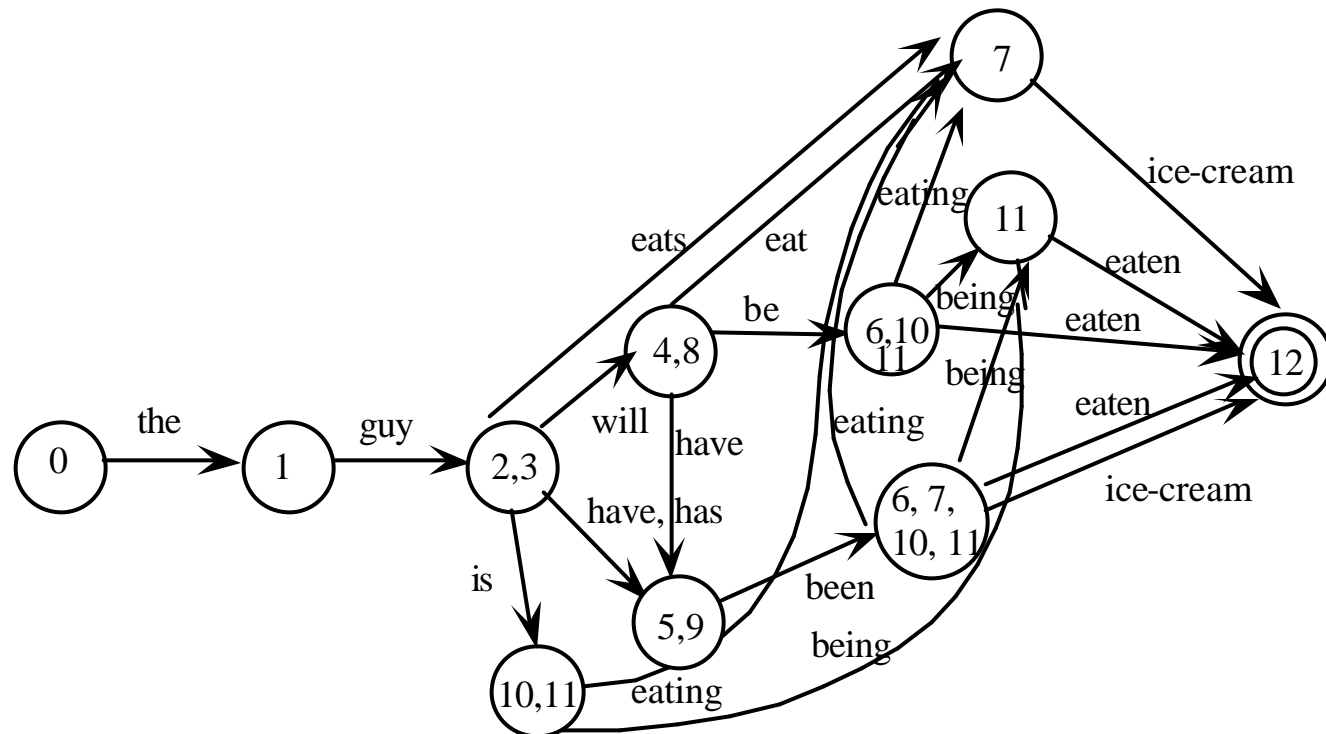 7
ice-cream
eating
11
eats
eat
eaten
being
be
eaten
6,10
11
4,8
12
being
eaten
will
the
guy
eating
have
0
1
2,3
ice-cream
6, 7,
10, 11
have, has
is
been
5,9
being
10,11
eating